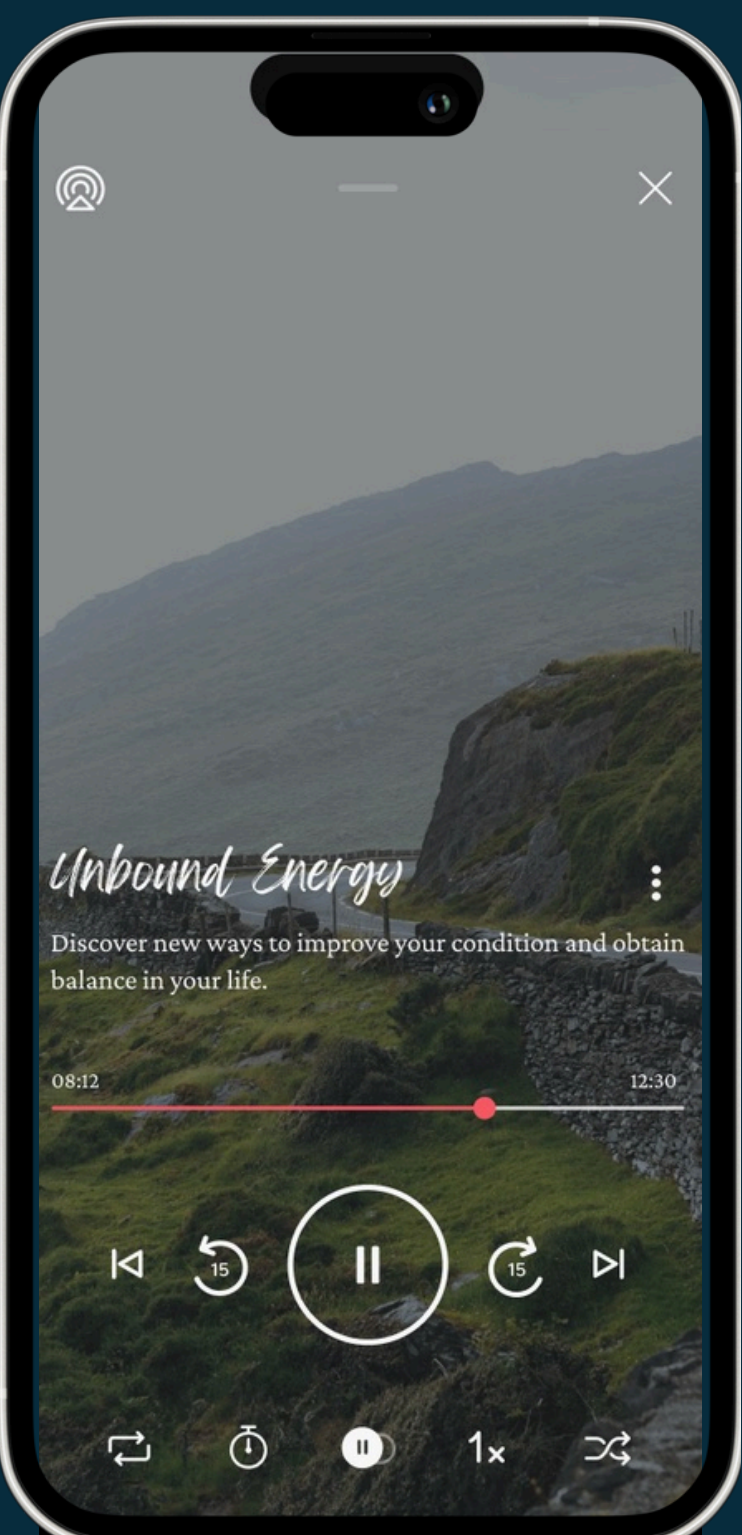 Unbound Energy
Discover new ways to improve your condition and obtain
balance in your life.
08:12 12:30
15 15
1x